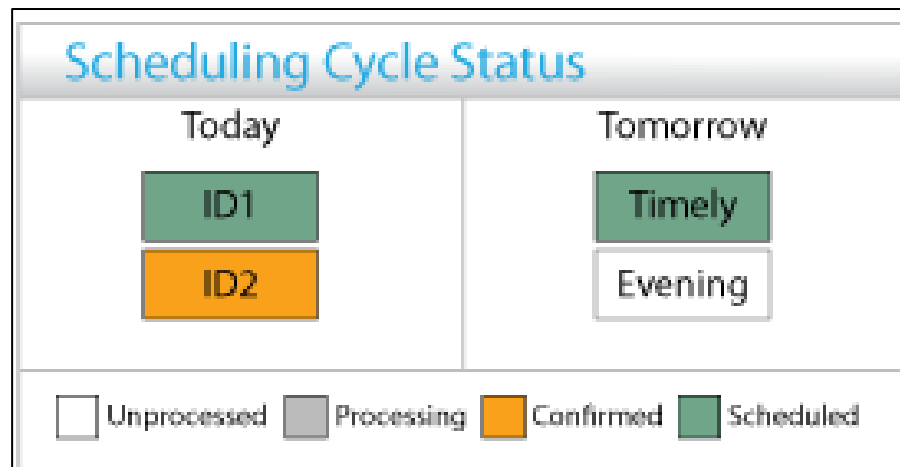 Scheduling Cycle Status
Today
Tomorrow
ID1
Timely
ID2
Evening
Unprocessed Processing Confirmed Scheduled